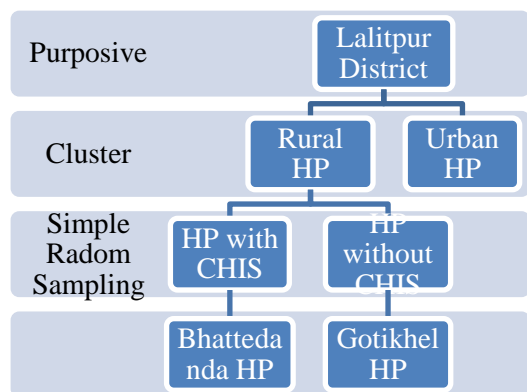 Purposive
Lalitpur
District
Cluster
Rural
HP
Urban
HP
Simple
Radom
Sampling
HP with
CHIS
HP
without
CHIS
Bhatteda
nda HP
Gotikhel
HP